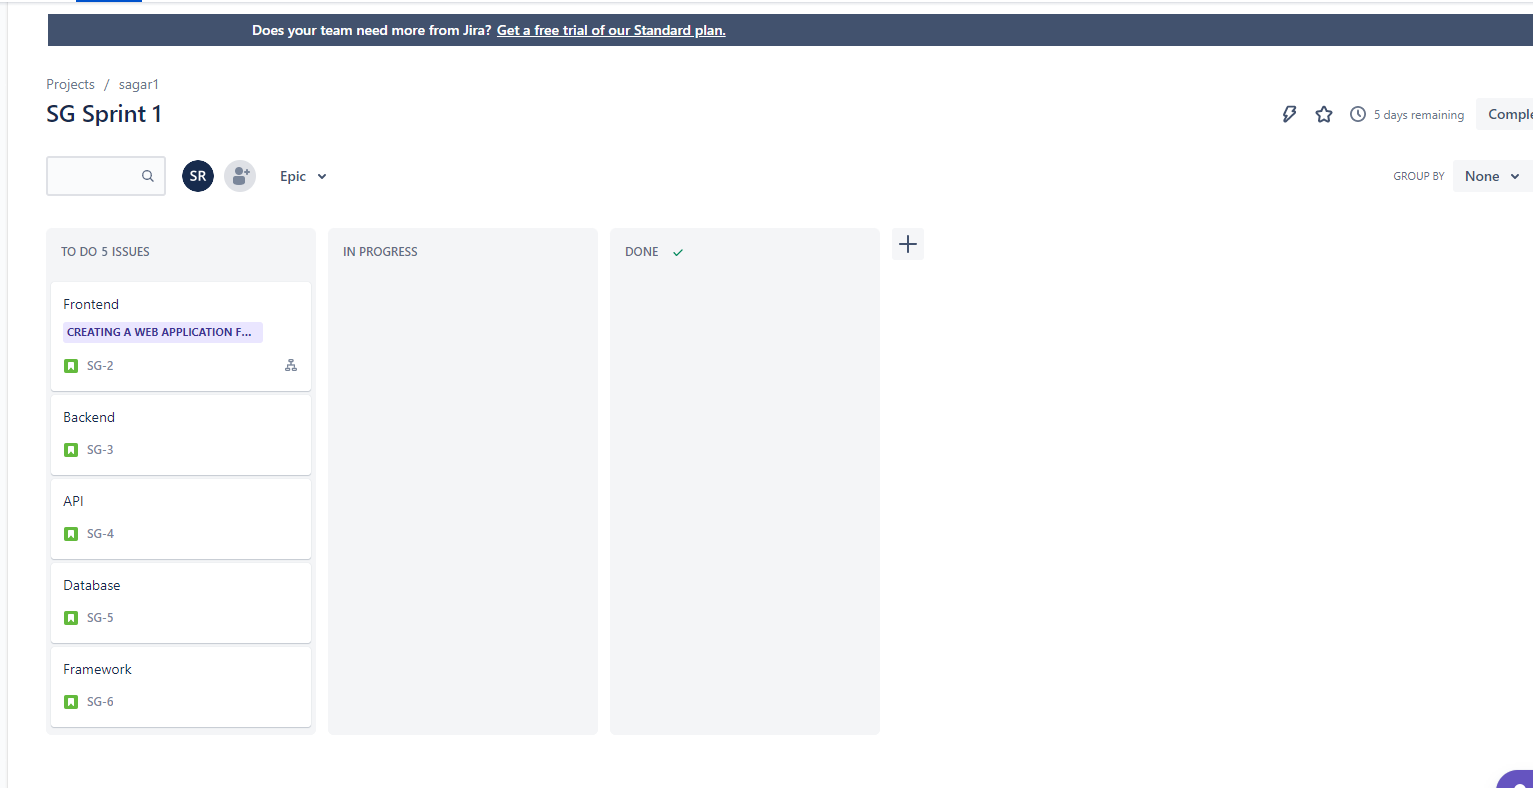 Does your team need more from Jira? Get a free trial of our Standard plan.
Projects / sagar1
SG Sprint 1
5 days remaining
Comple
SR
Epic
GROUP BY
None
TO DO 5 ISSUES
Frontend
CREATING A WEB APPLICATION F...
SG-2
Backend
SG-3
API
SG-4
Database
SG-5
Framework
SG-6
IN PROGRESS
DONE